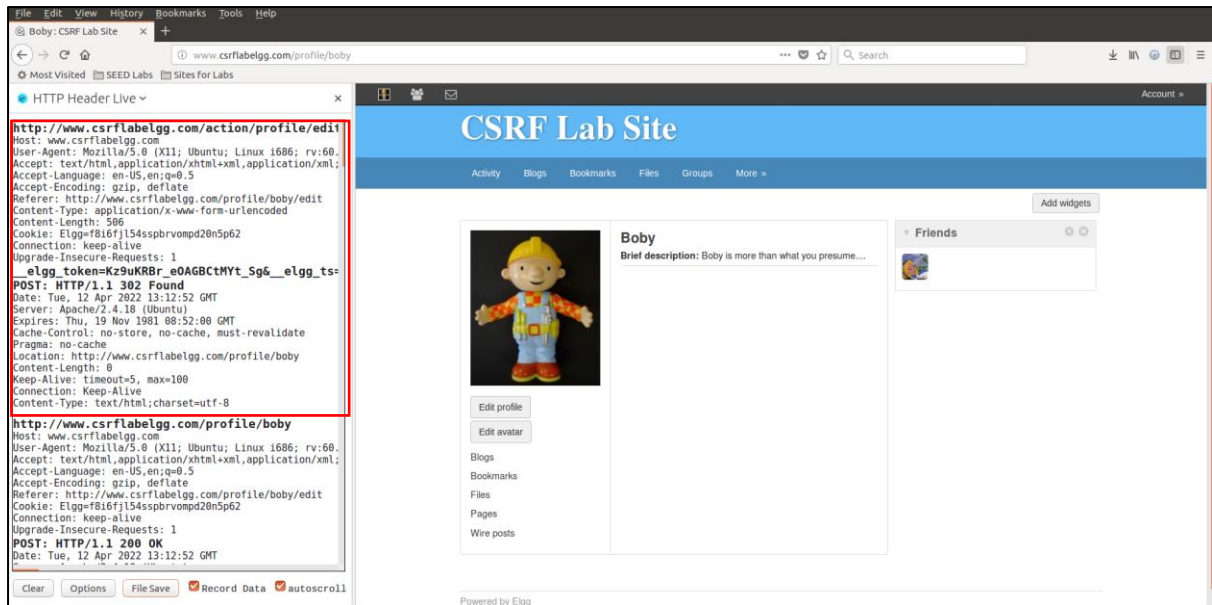 File Edit View History Bookmarks Tools Help
Boby : CSRF Lab Site × +
www.csrflabelgg.com/profile/boby
Search
Most Visited SEED Labs Sites for Labs
HTTP Header Live ×
http://www.csrflabelgg.com/action/profile/edit
Host: www.csrflabelgg.com
User-Agent: Mozilla/5.0 (X11; Ubuntu; Linux i686; rv:60.
Accept: text/html,application/xhtml+xml,application/xml;
Accept-Language: en-US,en;q=0.5
Accept-Encoding: gzip, deflate
Referer: http://www.csrflabelgg.com/profile/boby/edit
Content-Type: application/x-www-form-urlencoded
Content-Length: 506
Cookie: Elgg=f8i6fjl54sspbrvompd20n5p62
Connection: keep-alive
Upgrade-Insecure-Requests: 1
__elgg_token=Kz9uKRBr_eOAGBCtMYt_Sg&__elgg_ts=
POST: HTTP/1.1 302 Found
Date: Tue, 12 Apr 2022 13:12:52 GMT
Server: Apache/2.4.18 (Ubuntu)
Expires: Thu, 19 Nov 1981 08:52:00 GMT
Cache-Control: no-store, no-cache, must-revalidate
Pragma: no-cache
Location: http://www.csrflabelgg.com/profile/boby
Content-Length: 0
Keep-Alive: timeout=5, max=100
Connection: Keep-Alive
Content-Type: text/html;charset=utf-8
http://www.csrflabelgg.com/profile/boby
Host: www.csrflabelgg.com
User-Agent: Mozilla/5.0 (X11; Ubuntu; Linux i686; rv:60.
Accept: text/html,application/xhtml+xml,application/xml;
Accept-Language: en-US,en;q=0.5
Accept-Encoding: gzip, deflate
Referer: http://www.csrflabelgg.com/profile/boby/edit
Cookie: Elgg=f8i6fjl54sspbrvompd20n5p62
Connection: keep-alive
Upgrade-Insecure-Requests: 1
POST: HTTP/1.1 200 OK
Date: Tue, 12 Apr 2022 13:12:52 GMT
Clear Options File Save Record Data autoscroll
Account »
CSRF Lab Site
Activity Blogs Bookmarks Files Groups More »
Add widgets
Boby
Brief description: Boby is more than what you presume....
Friends
Edit profile
Edit avatar
Blogs
Bookmarks
Files
Pages
Wire posts
Powered by Elgg